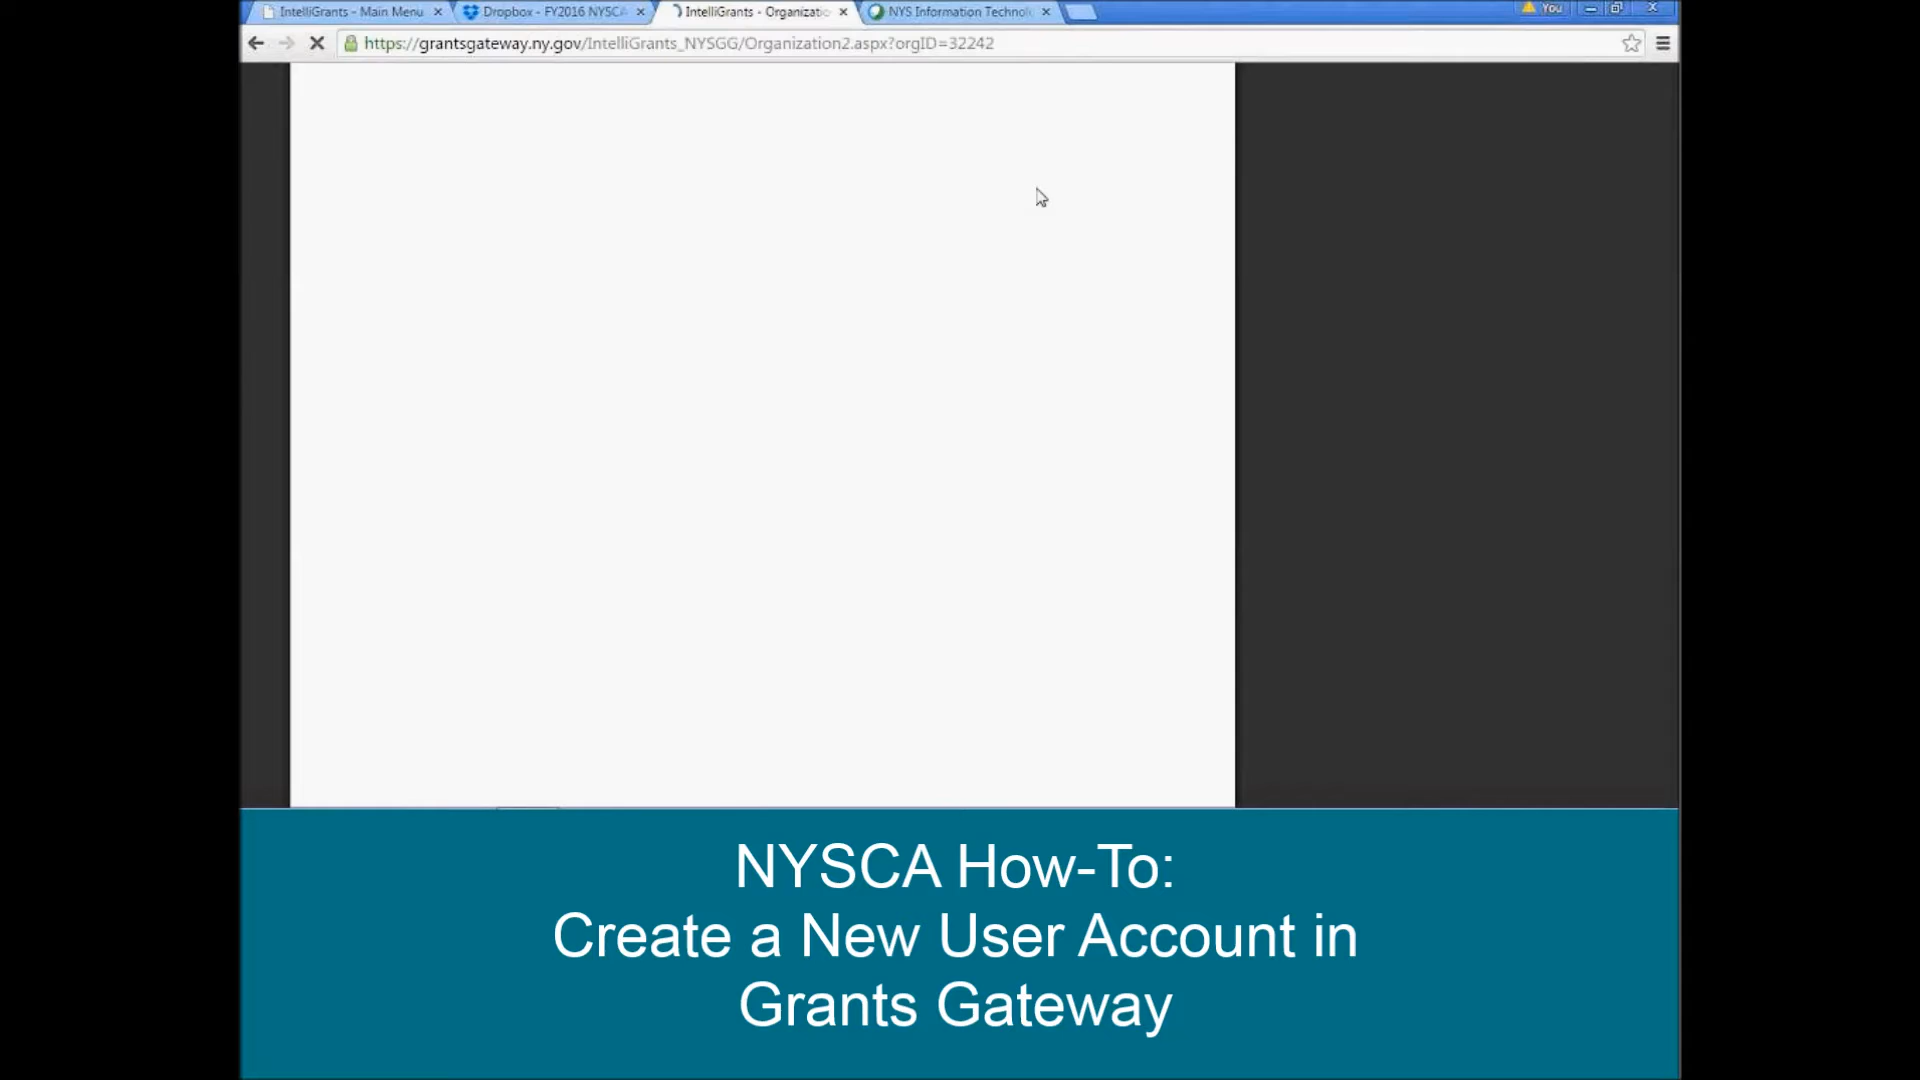 IntelliGrants - Main Menu
Dropbox - FY2016 NYSCA
IntelliGrants - Organizatio
NYS Information Technol
You
https://grantsgateway.ny.gov/IntelliGrants_NYSGG/Organization2.aspx?orgID=32242
NYSCA How-To:
Create a New User Account in
Grants Gateway